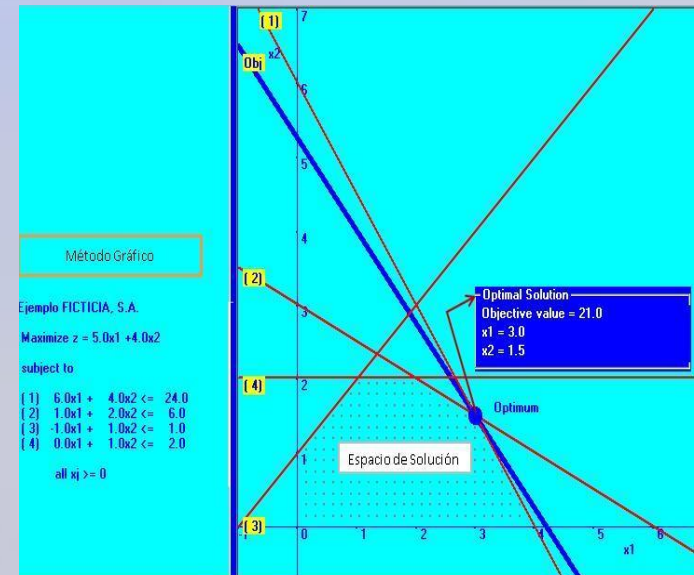 Método Gráfico
Ejemplo FICTICIA, S.A.
Maximize z = 5.0x1 +4.0x2
subject to
( 1) 6.0x1 + 4.0x2 <= 24.0
( 2) 1.0x1 + 2.0x2 <= 6.0
( 3) -1.0x1 + 1.0x2 <= 1.0
( 4) 0.0x1 + 1.0x2 <= 2.0
all xj >= 0
7
( 1)
x2
Obj
6
5
4
( 2)
3
Optimal Solution
Objective value = 21.0
x1 = 3.0
x2 = 1.5
( 4)
2
Optimum
1
Espacio de Solución
( 3)
0 1 2 3 4 5 6
x1